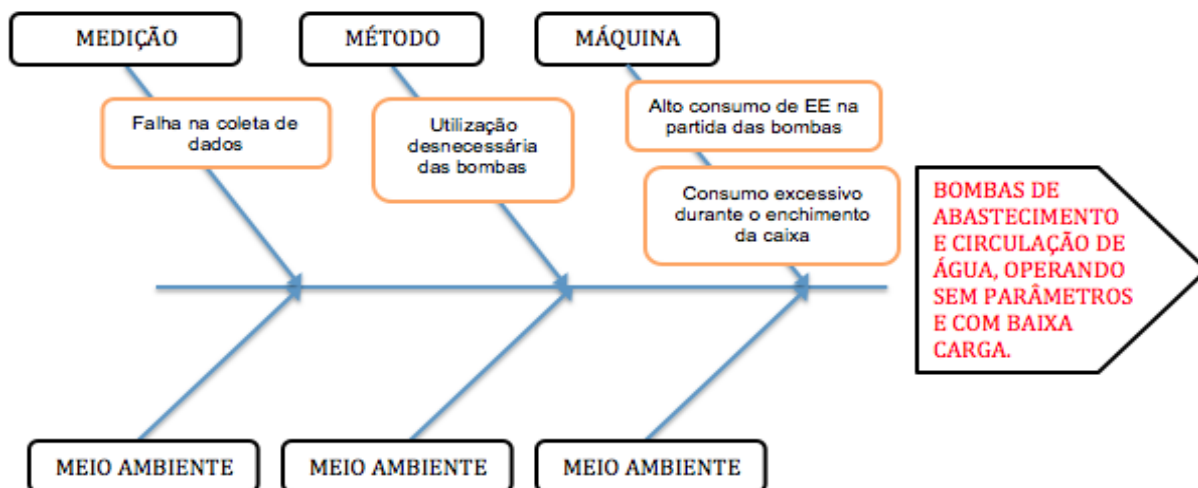 MEDIÇÃO
MÉTODO
MÁQUINA
Falha na coleta de
dados
Utilização
desnecessária
das bombas
Alto consumo de EE na
partida das bombas
Consumo excessivo
durante o enchimento
da caixa
BOMBAS DE
ABASTECIMENTO
E CIRCULAÇÃO DE
ÁGUA, OPERANDO
SEM PARÂMETROS
E COM BAIXA
CARGA.
MEIO AMBIENTE
MEIO AMBIENTE
MEIO AMBIENTE